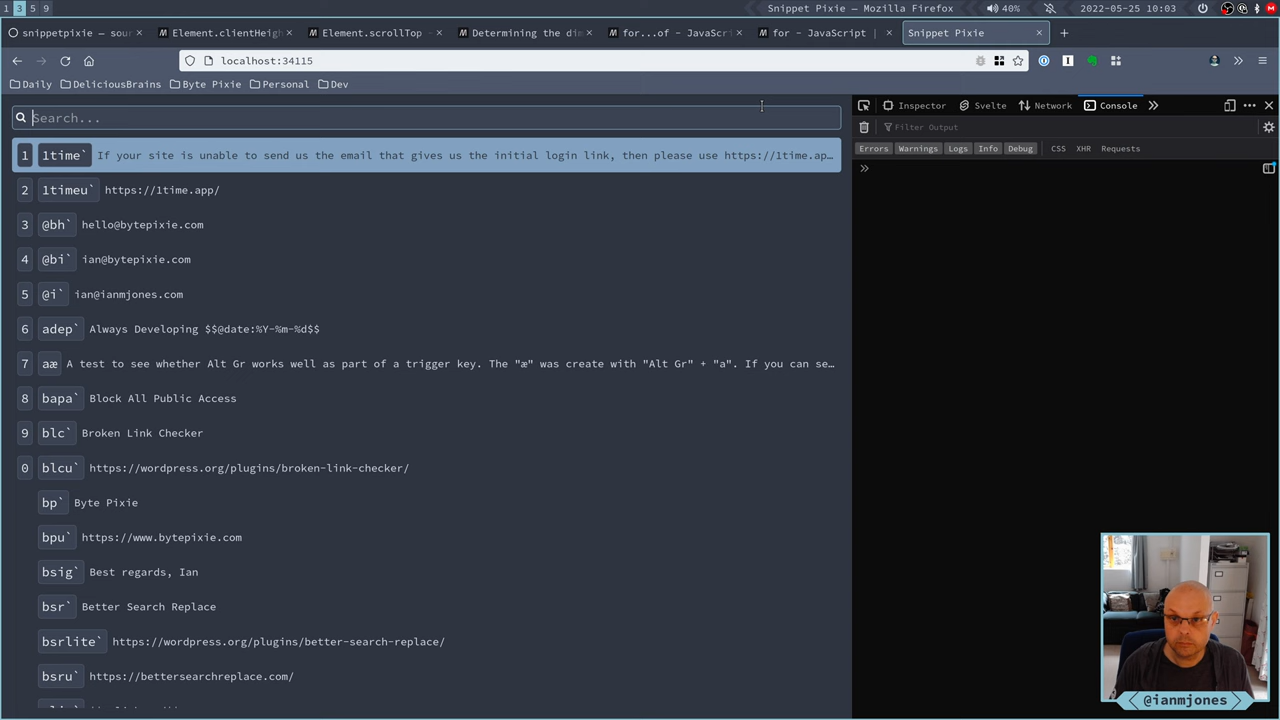 1 3 5 9
Snippet Pixie — Mozilla Firefox
40%
2022-05-25 10:03
snippetpixie — sour
Element.clientHeigh
Element.scrollTop -
Determining the dim
for...of - JavaScri
for - JavaScript |
Snippet Pixie
localhost:34115
Daily
DeliciousBrains
Byte Pixie
Personal
Dev
Search...
1 1time` If your site is unable to send us the email that gives us the initial login link, then please use https://1time.ap…
2 1timeu` https://1time.app/
3 @bh` hello@bytepixie.com
4 @bi` ian@bytepixie.com
5 @i` ian@ianmjones.com
6 adep` Always Developing $$@date:%Y-%m-%d$$
7 aæ A test to see whether Alt Gr works well as part of a trigger key. The "æ" was create with "Alt Gr" + "a". If you can se…
8 bapa` Block All Public Access
9 blc` Broken Link Checker
0 blcu` https://wordpress.org/plugins/broken-link-checker/
bp` Byte Pixie
bpu` https://www.bytepixie.com
bsig` Best regards, Ian
bsr` Better Search Replace
bsrlite` https://wordpress.org/plugins/better-search-replace/
bsru` https://bettersearchreplace.com/
Inspector
Svelte
Network
Console
Filter Output
Errors
Warnings
Logs
Info
Debug
CSS
XHR
Requests
@ianmjones